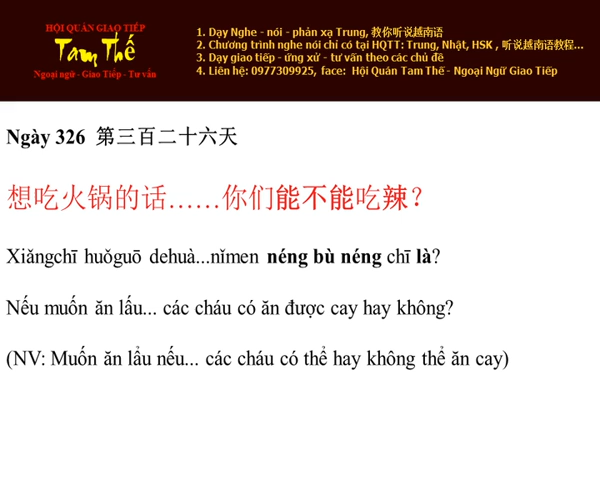 HỘI QUÁN GIAO TIẾP
Tam Thế
Ngoại ngữ - Giao Tiếp - Tư vấn
1. Dạy Nghe - nói - phản xạ Trung, 教你听说越南语
2. Chương trình nghe nói chỉ có tại HQTT: Trung, Nhật, HSK , 听说越南语教程...
3. Dạy giao tiếp - ứng xử - tư vấn theo các chủ đề
4. Liên hệ: 0977309925, face: Hội Quán Tam Thế - Ngoại Ngữ Giao Tiếp
Ngày 326 第三百二十六天
想吃火锅的话……你们能不能吃辣？
Xiǎngchī huǒguō dehuà...nǐmen néng bù néng chī là?
Nếu muốn ăn lấu... các cháu có ăn được cay hay không?
(NV: Muốn ăn lẩu nếu... các cháu có thể hay không thể ăn cay)